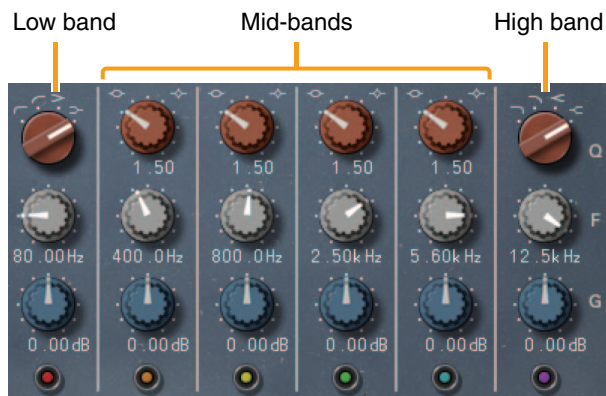 Low band Mid-bands High band
1.50 1.50 1.50 1.50 Q
80.00Hz 400.0Hz 800.0Hz 2.50kHz 5.60kHz 12.5kHz F
0.00dB 0.00dB 0.00dB 0.00dB 0.00dB 0.00dB G